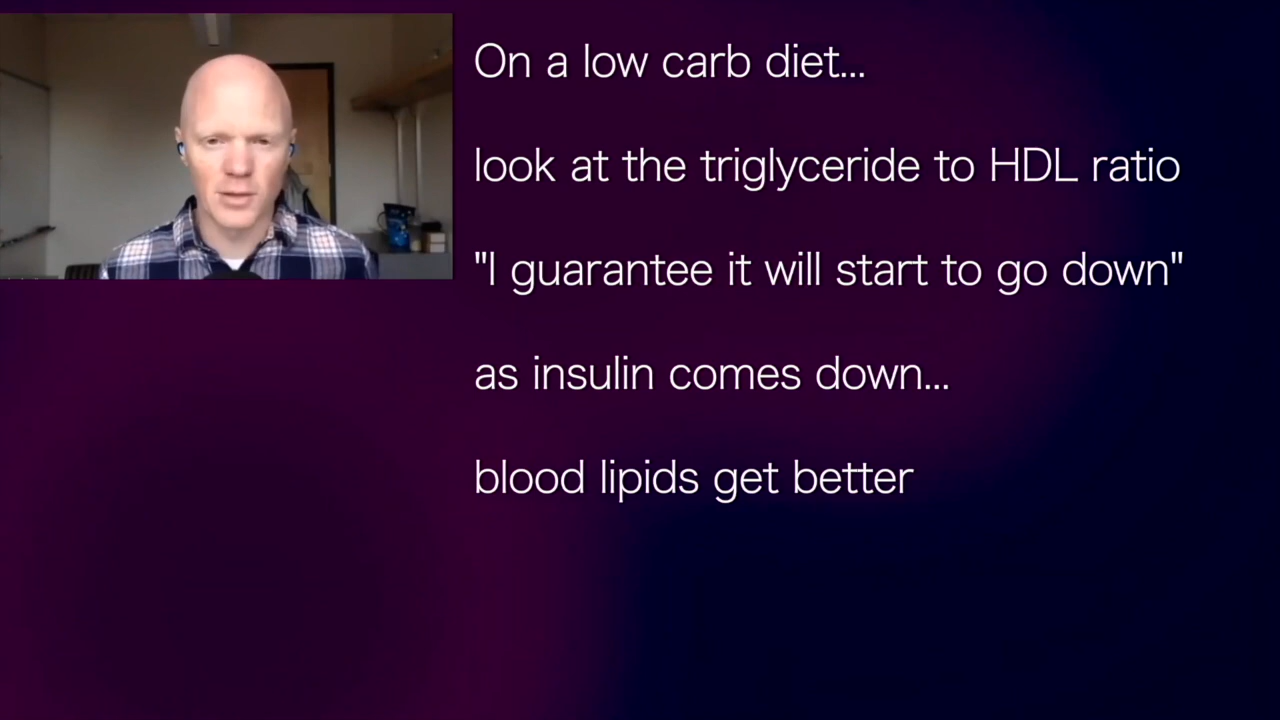 On a low carb diet...
look at the triglyceride to HDL ratio
"I guarantee it will start to go down"
as insulin comes down...
blood lipids get better